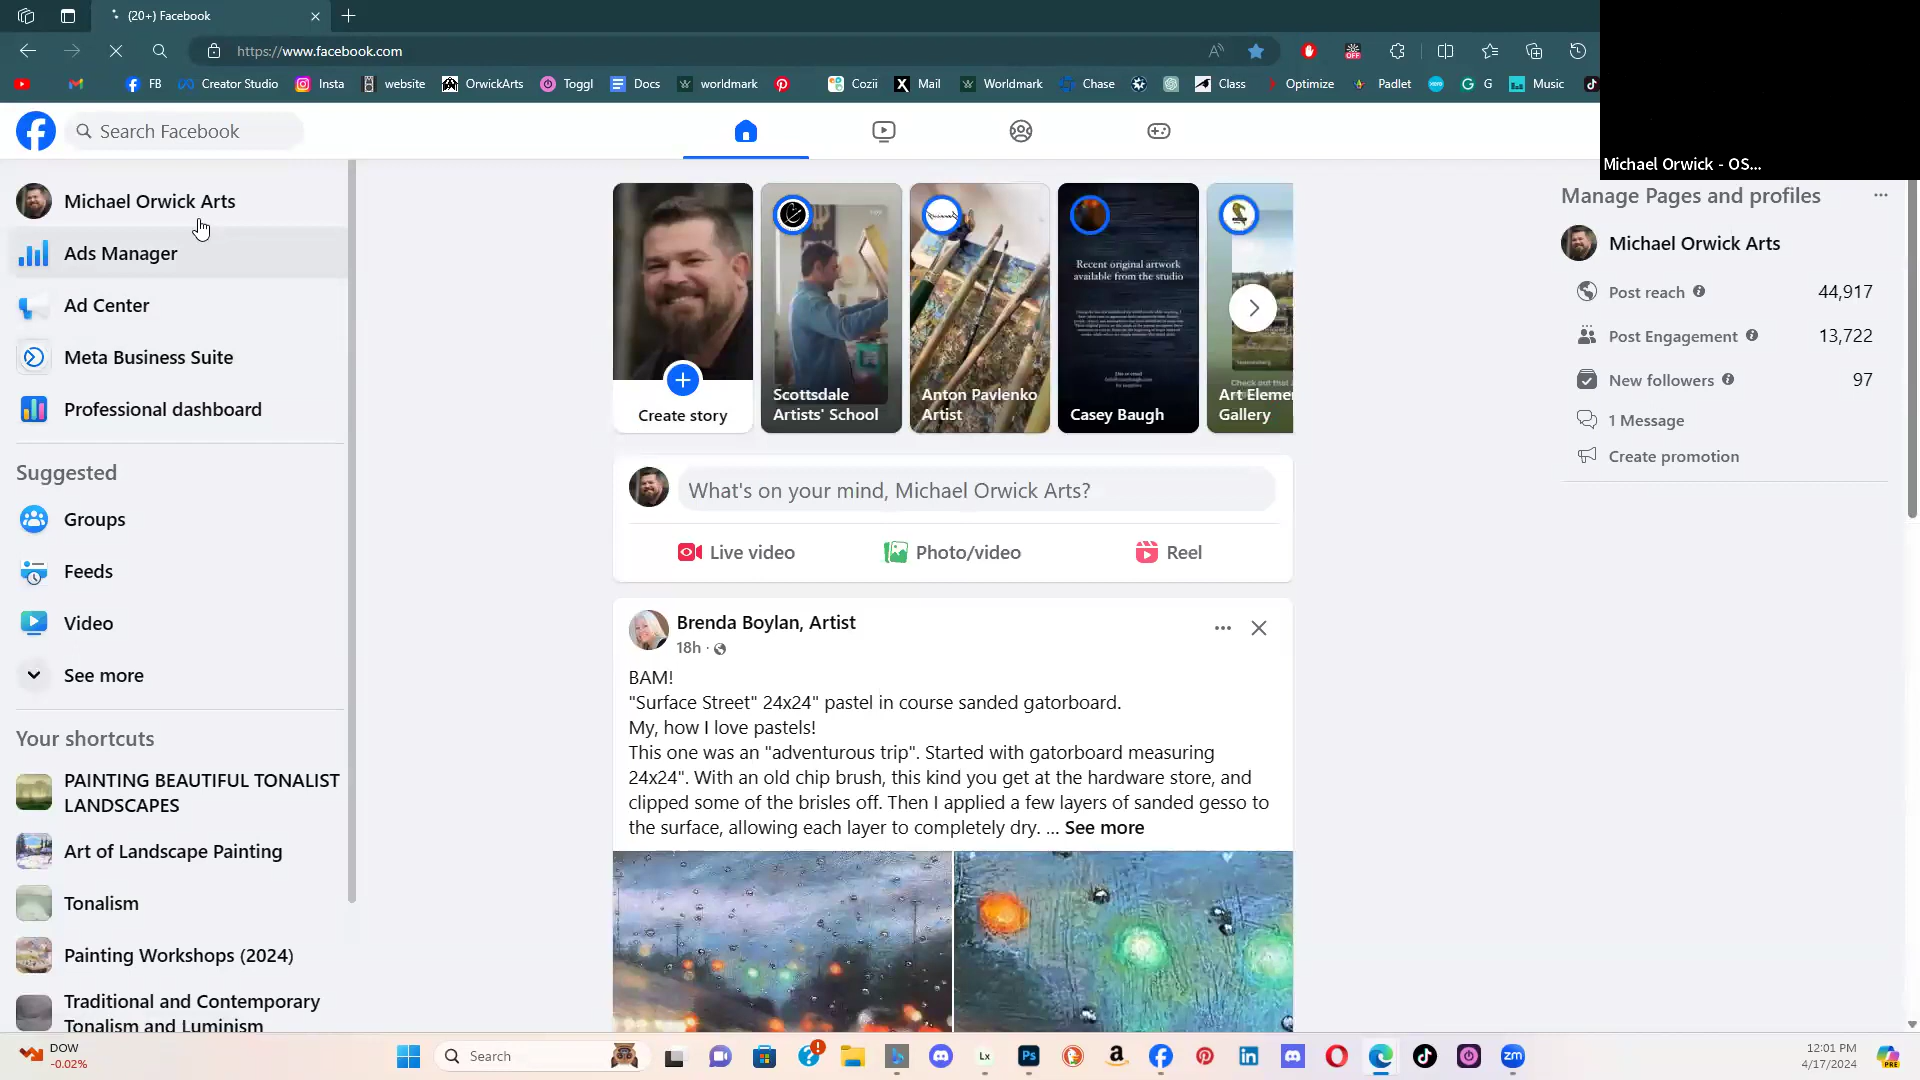 (20+) Facebook
https://www.facebook.com
FB
Creator Studio
Insta
website
OrwickArts
Toggl
Docs
worldmark
Cozii
Mail
Worldmark
Chase
Class
Optimize
Padlet
G
Music
OFF
Michael Orwick - OS...
Search Facebook
Michael Orwick Arts
Ads Manager
Ad Center
Meta Business Suite
Professional dashboard
Suggested
Groups
Feeds
Video
See more
Your shortcuts
PAINTING BEAUTIFUL TONALIST
LANDSCAPES
Art of Landscape Painting
Tonalism
Painting Workshops (2024)
Traditional and Contemporary
Tonalism and Luminism
Create story
Scottsdale
Artists' School
Anton Pavlenko
Artist
Recent original artwork
available from the studio
Casey Baugh
Check out that
Art Elemen
Gallery
What's on your mind, Michael Orwick Arts?
Live video
Photo/video
Reel
Brenda Boylan, Artist
18h ·
BAM!
"Surface Street" 24x24" pastel in course sanded gatorboard.
My, how I love pastels!
This one was an "adventurous trip". Started with gatorboard measuring
24x24". With an old chip brush, this kind you get at the hardware store, and
clipped some of the brisles off. Then I applied a few layers of sanded gesso to
the surface, allowing each layer to completely dry. ... See more
Manage Pages and profiles
Michael Orwick Arts
Post reach 44,917
Post Engagement 13,722
New followers 97
1 Message
Create promotion
DOW
-0.02%
Search
Lx
Ps
zm
12:01 PM
4/17/2024
PRE